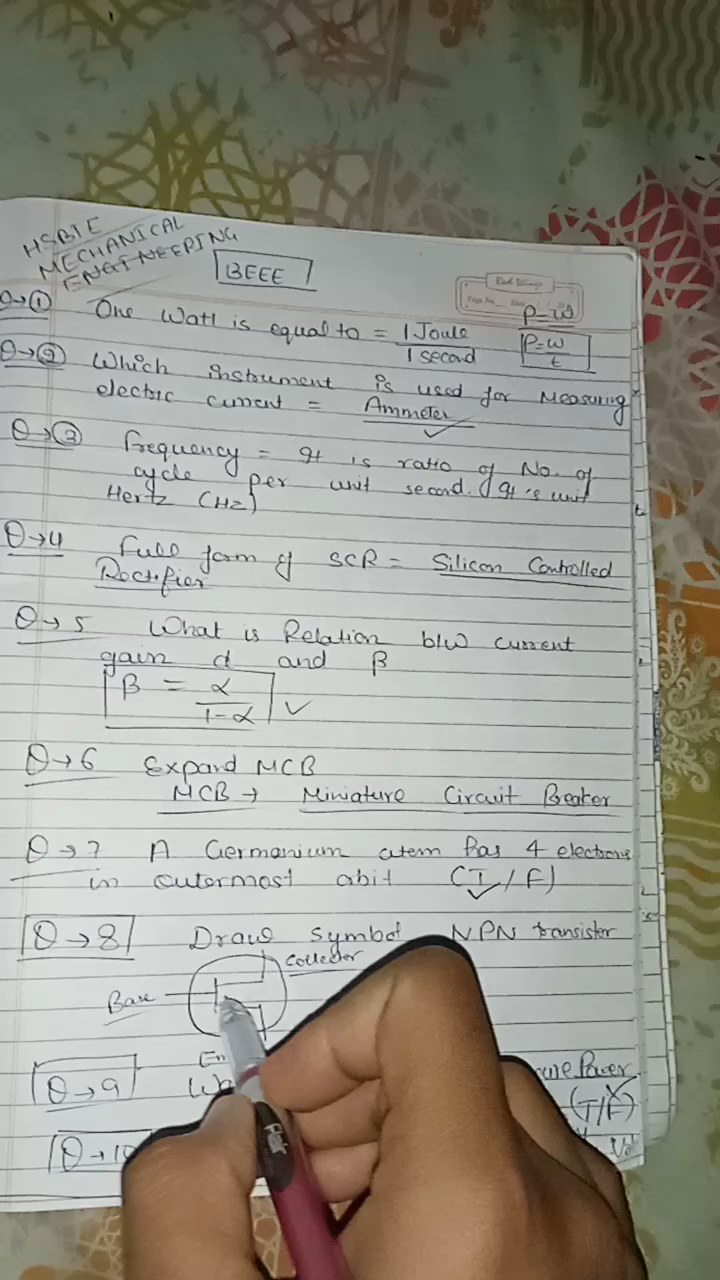 HSBTE
MECHANICAL
ENGINEERING
BEEE
Q→① One Watt is equal to = 1 Joule / 1 second
P=w
P=w/t
Q→② Which instrument is used for Measuring
electric current = Ammeter
Q→③ Frequency = It is ratio of No. of
cycle per unit second. It's unit
Hertz (Hz)
Q→4 Full form of SCR = Silicon Controlled
Rectifier
Q→5 What is Relation b/w current
gain α and β
β = α / 1-α
Q→6 Expand MCB
MCB → Miniature Circuit Breaker
Q→7 A Germanium atem has 4 electrons
in outermost obit (T/F)
Q→8 Draw symbol NPN transister
Collector
Base
Q→9 Power
(T/F)
Q→10